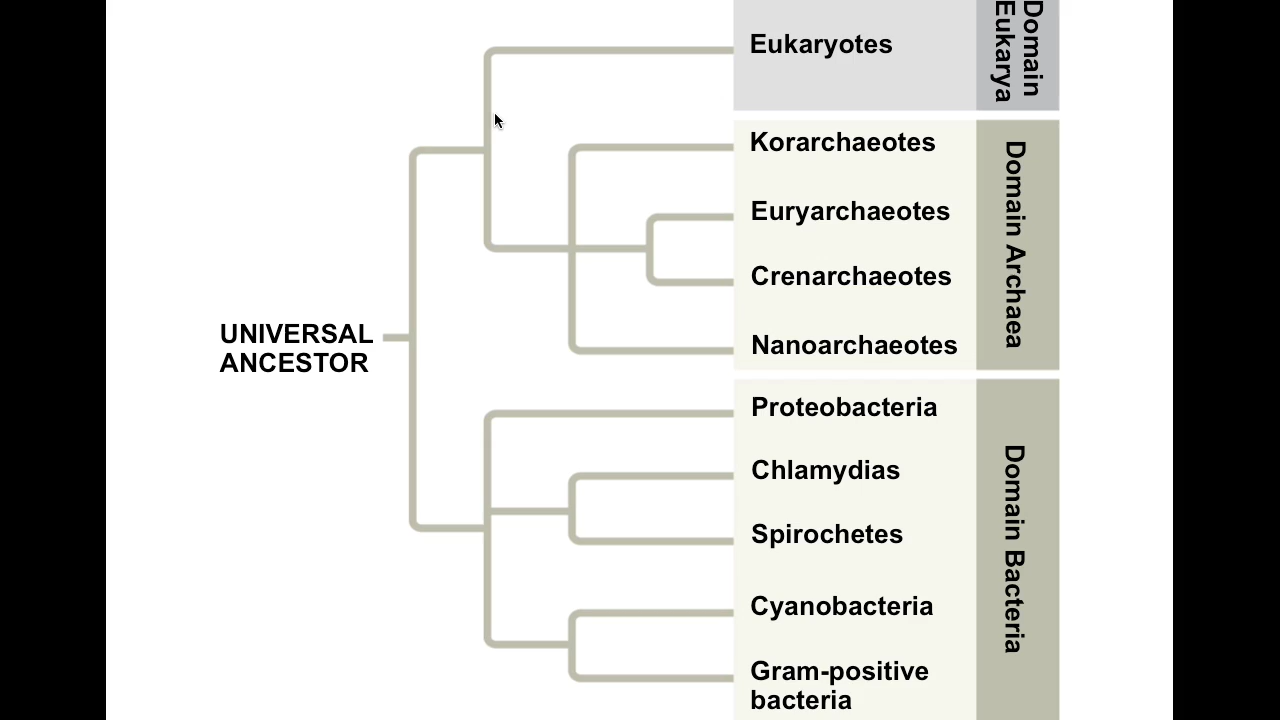 Eukaryotes
Domain
Eukarya
Korarchaeotes
Euryarchaeotes
Crenarchaeotes
Nanoarchaeotes
Domain Archaea
UNIVERSAL
ANCESTOR
Proteobacteria
Chlamydias
Spirochetes
Cyanobacteria
Gram-positive
bacteria
Domain Bacteria